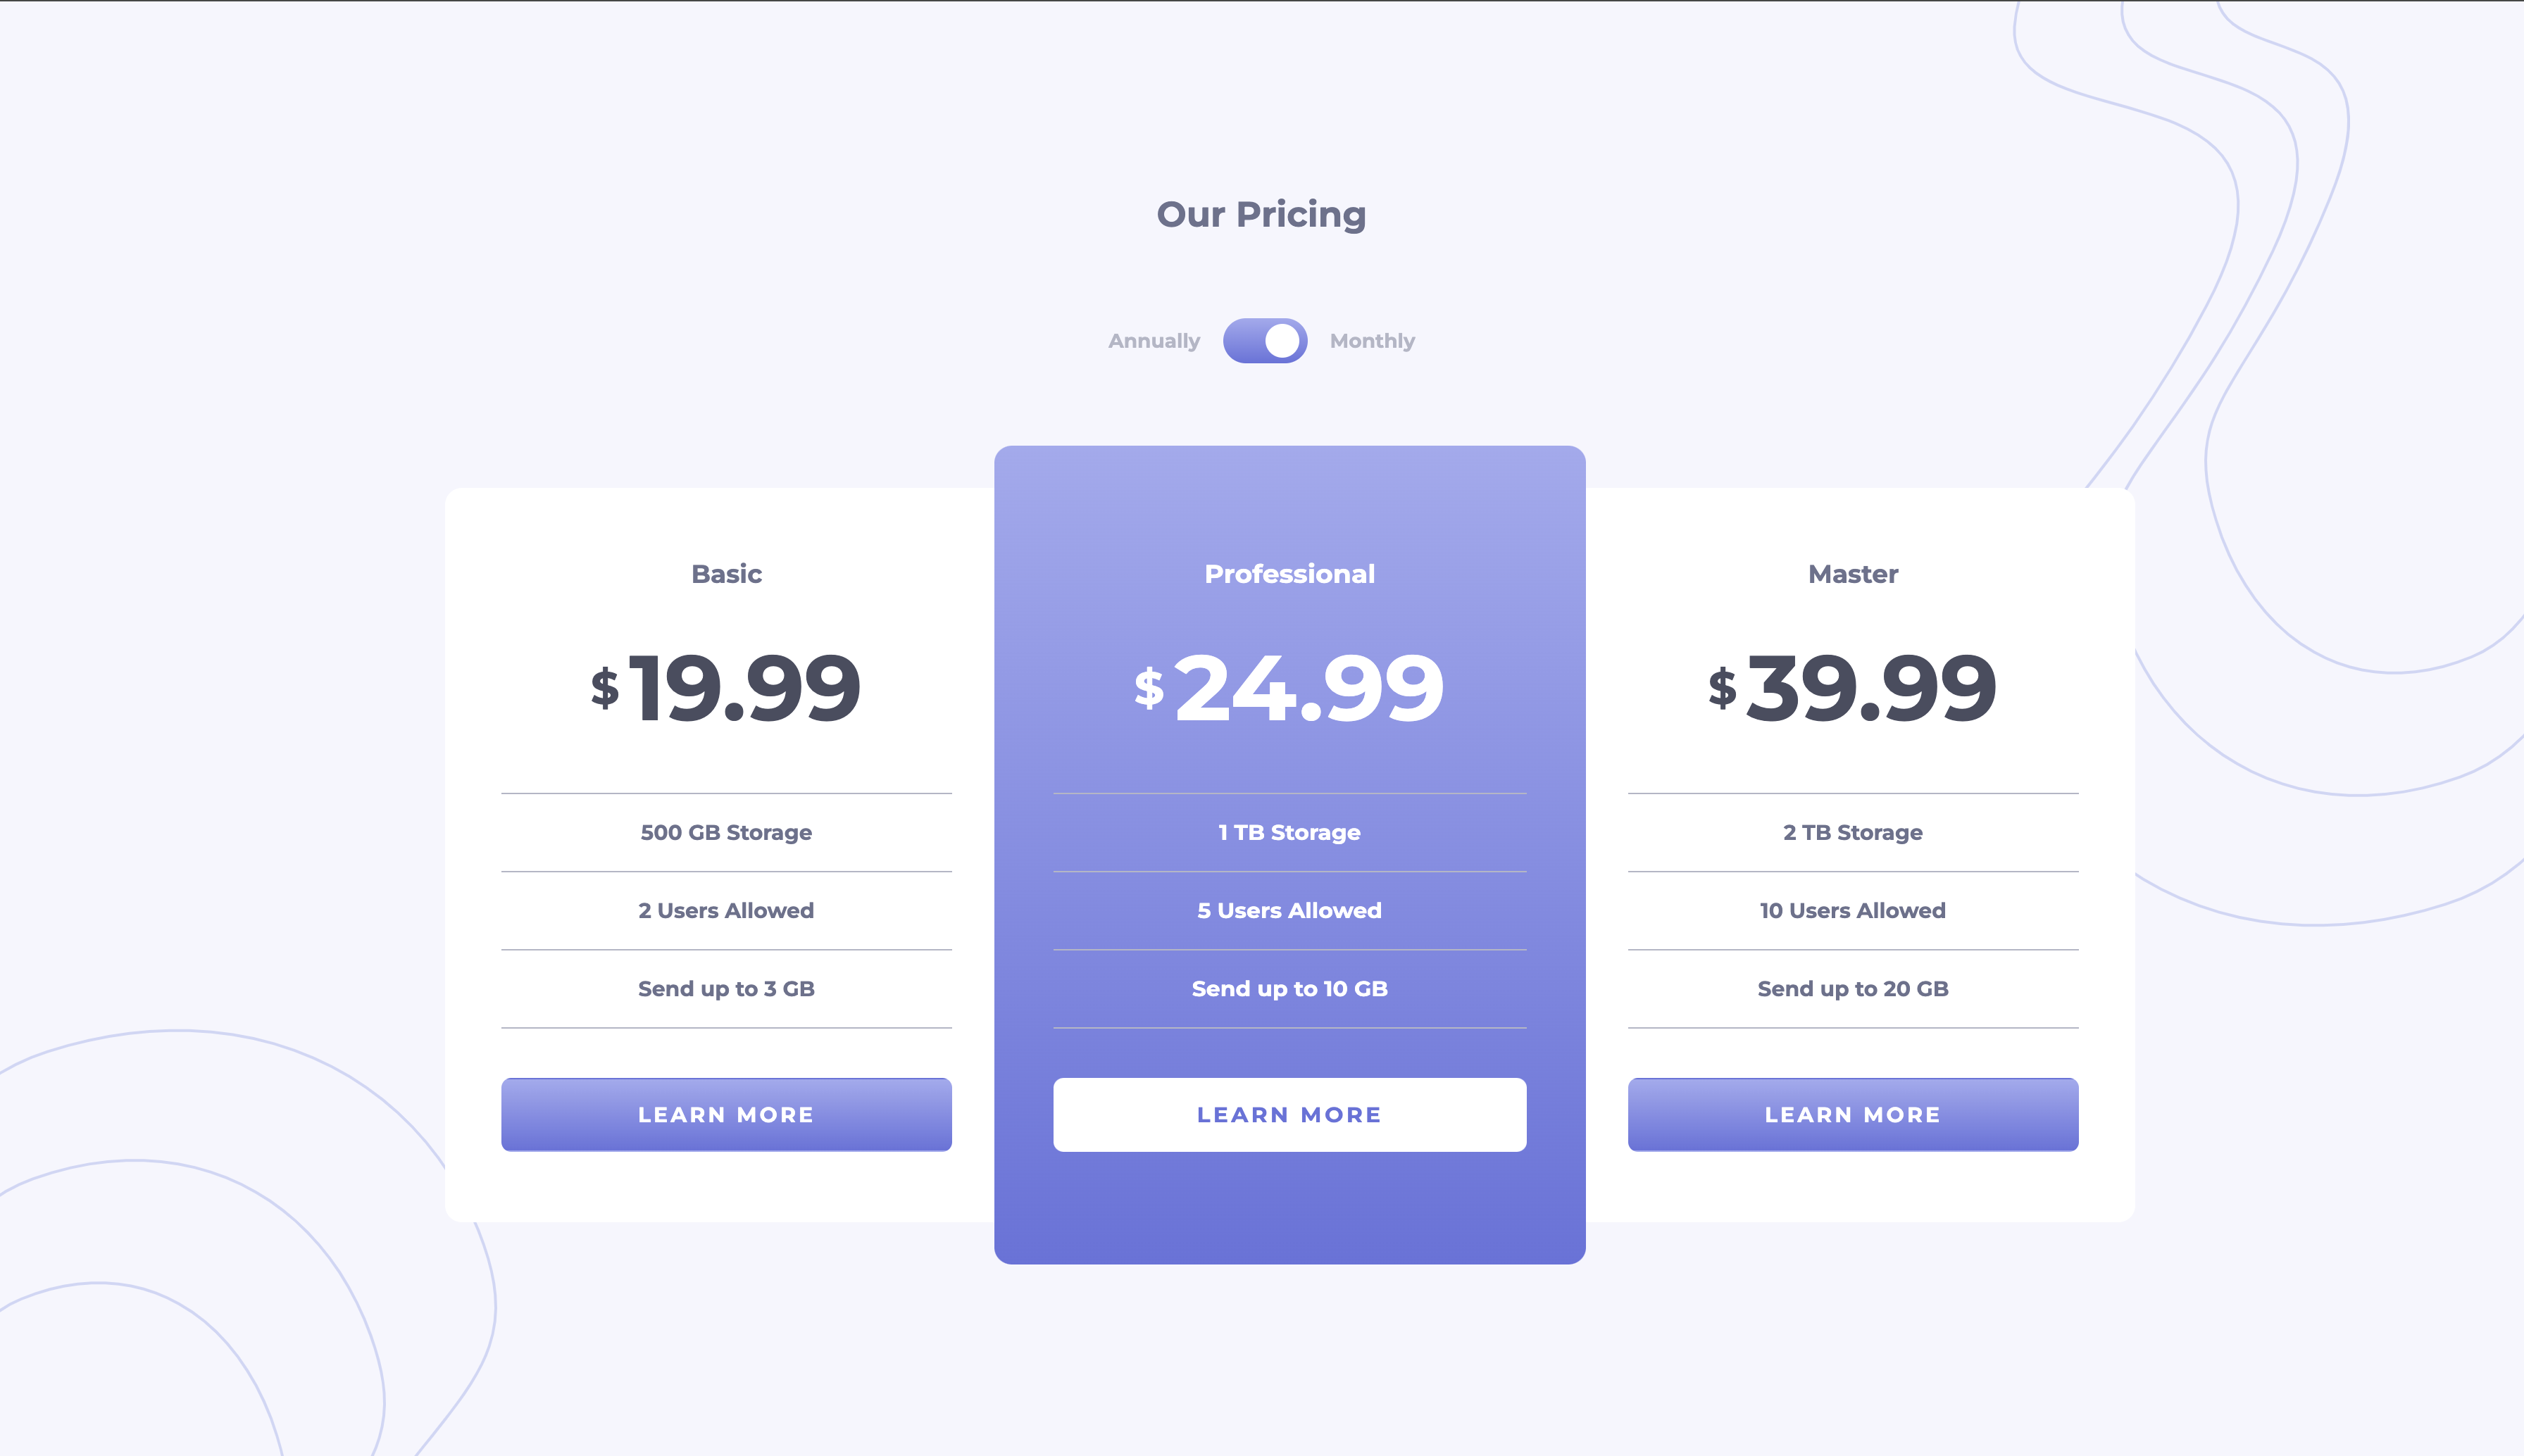 Our Pricing
Annually
Monthly
Basic
$ 19.99
500 GB Storage
2 Users Allowed
Send up to 3 GB
LEARN MORE
Professional
$ 24.99
1 TB Storage
5 Users Allowed
Send up to 10 GB
LEARN MORE
Master
$ 39.99
2 TB Storage
10 Users Allowed
Send up to 20 GB
LEARN MORE